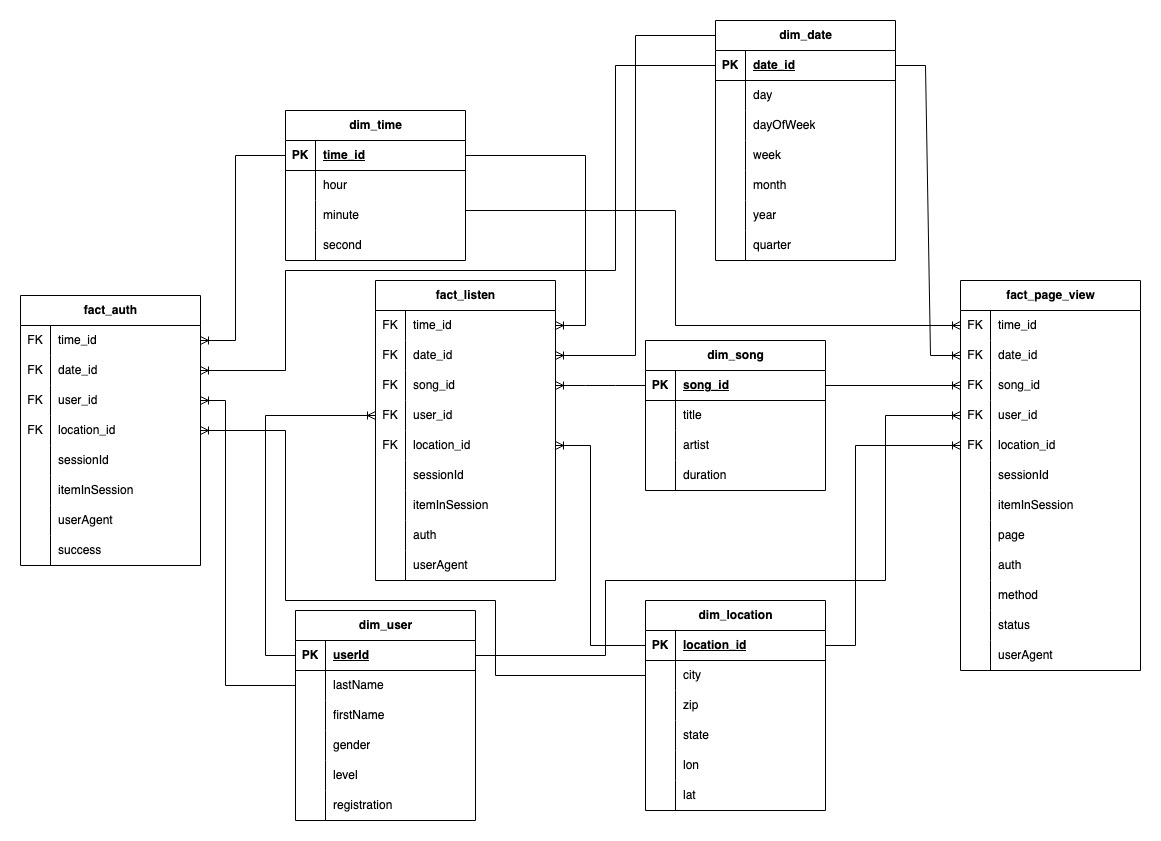 dim_date
PK date_id
day
dayOfWeek
week
month
year
quarter
dim_time
PK time_id
hour
minute
second
fact_auth
FK time_id
FK date_id
FK user_id
FK location_id
sessionId
itemInSession
userAgent
success
fact_listen
FK time_id
FK date_id
FK song_id
FK user_id
FK location_id
sessionId
itemInSession
auth
userAgent
dim_song
PK song_id
title
artist
duration
fact_page_view
FK time_id
FK date_id
FK song_id
FK user_id
FK location_id
sessionId
itemInSession
page
auth
method
status
userAgent
dim_user
PK userId
lastName
firstName
gender
level
registration
dim_location
PK location_id
city
zip
state
lon
lat